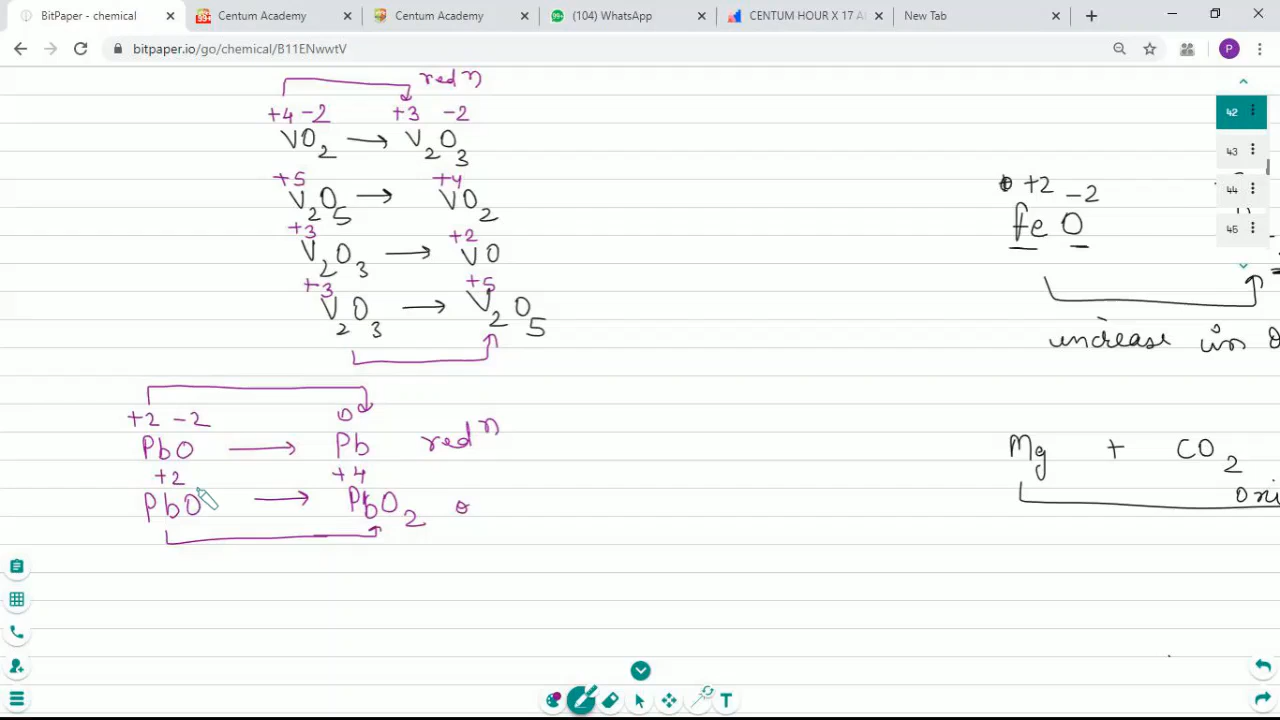 BitPaper - chemical
Centum Academy
Centum Academy
(104) WhatsApp
CENTUM HOUR X 17 A
New Tab
bitpaper.io/go/chemical/B11ENwwtV
P
redⁿ
+4 -2 +3 -2
VO₂ → V₂O₃
+5 +4
V₂O₅ → VO₂
+3 +2
V₂O₃ → VO
+3 +5
V₂O₃ → V₂O₅
+2 -2 0
PbO → Pb redⁿ
+2 +4
PbO → PbO₂ o
+2 -2
feO
increase in O
Mg + CO₂
oxi
42
43
44
45
T